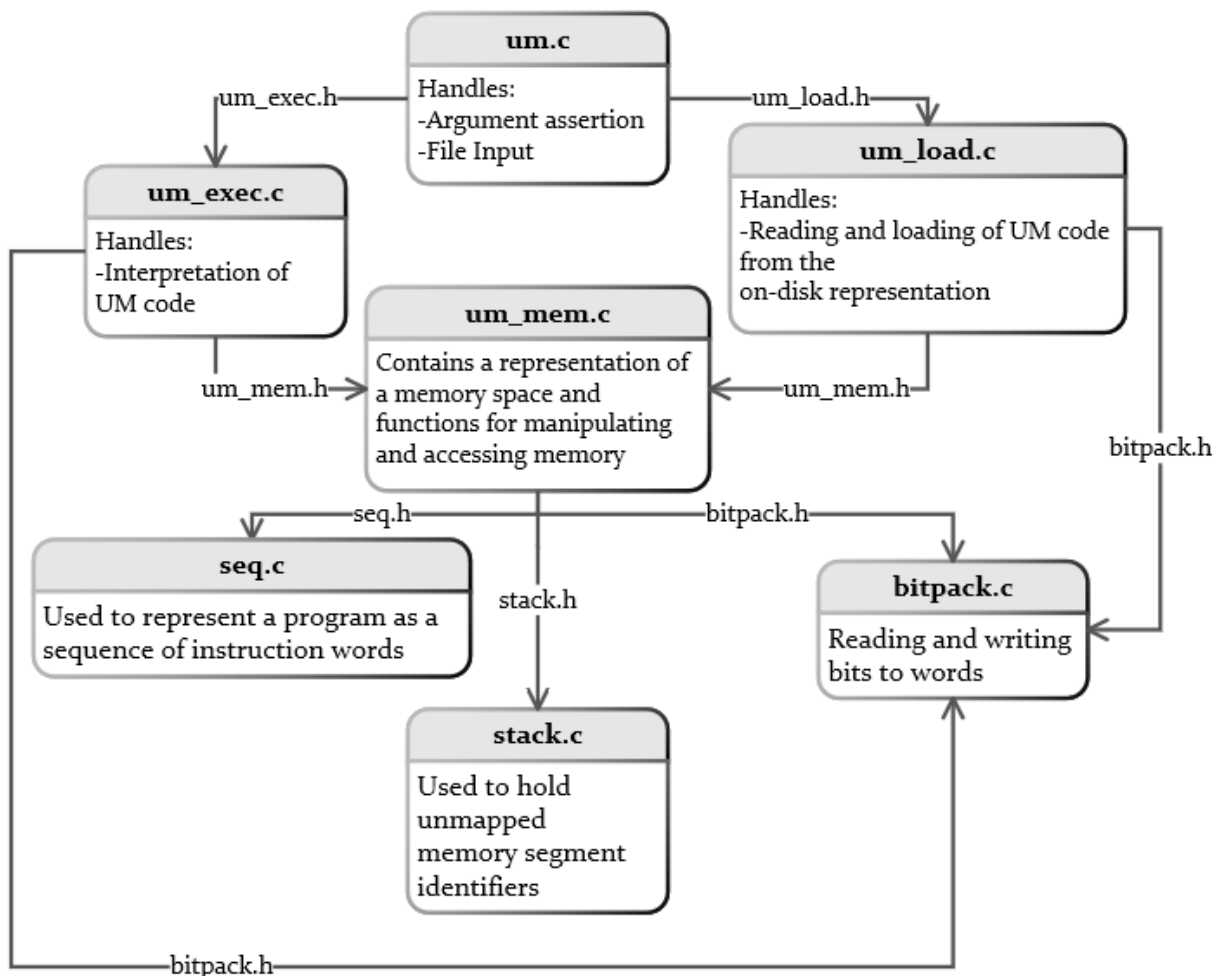 um.c
Handles:
-Argument assertion
-File Input
um_exec.h
um_load.h
um_exec.c
Handles:
-Interpretation of
UM code
um_load.c
Handles:
-Reading and loading of UM code
from the
on-disk representation
um_mem.c
Contains a representation of
a memory space and
functions for manipulating
and accessing memory
um_mem.h
um_mem.h
bitpack.h
seq.h
bitpack.h
stack.h
seq.c
Used to represent a program as a
sequence of instruction words
bitpack.c
Reading and writing
bits to words
stack.c
Used to hold
unmapped
memory segment
identifiers
bitpack.h